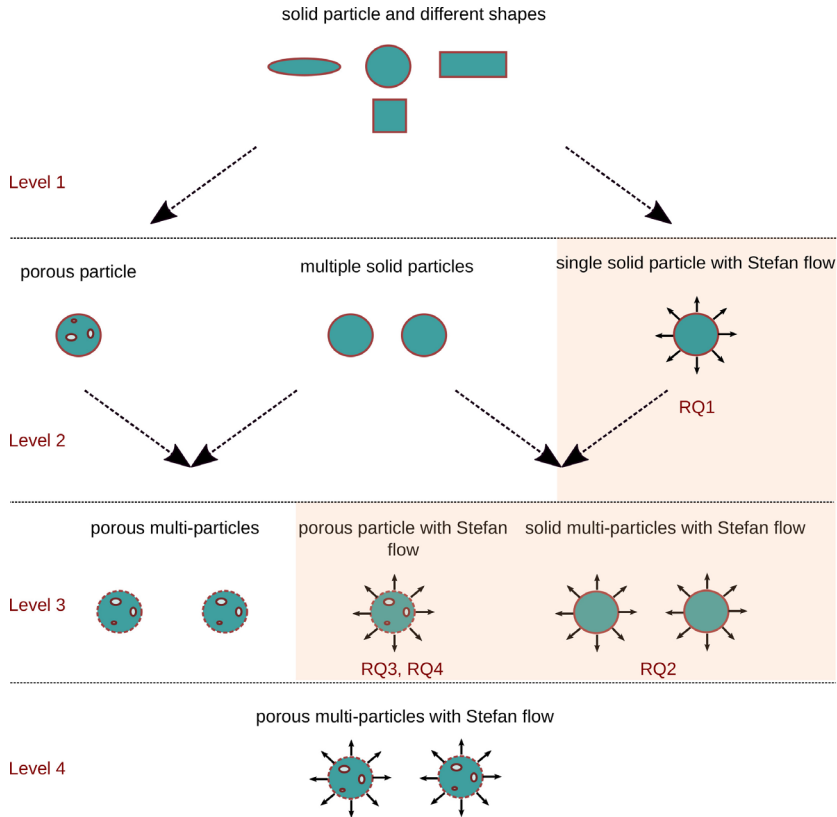 solid particle and different shapes
Level 1
porous particle
multiple solid particles
single solid particle with Stefan flow
RQ1
Level 2
porous multi-particles
porous particle with Stefan
flow
solid multi-particles with Stefan flow
Level 3
RQ3, RQ4
RQ2
porous multi-particles with Stefan flow
Level 4